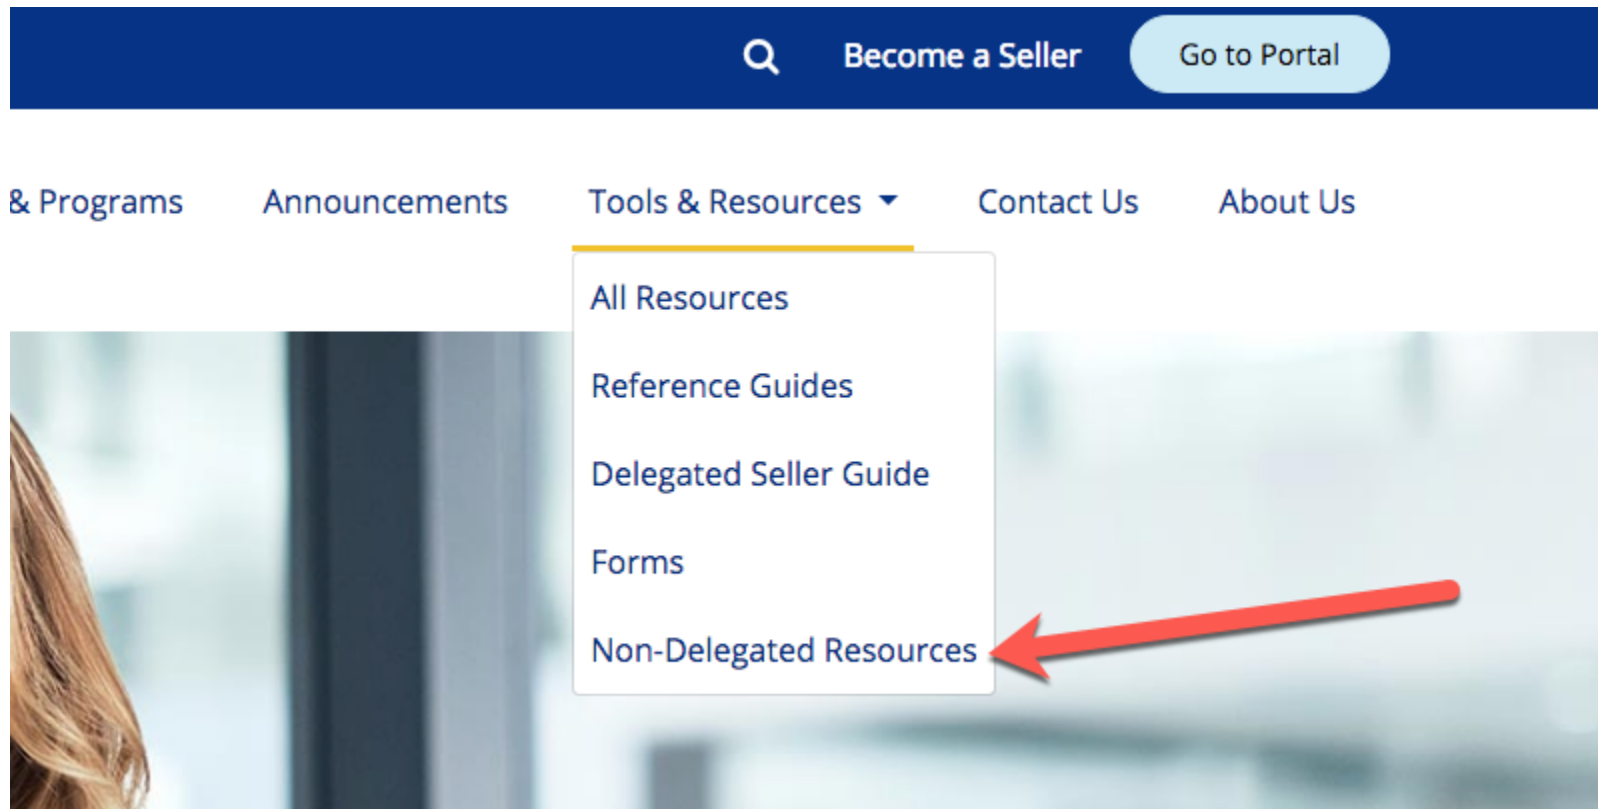 Become a Seller Go to Portal
& Programs Announcements Tools & Resources Contact Us About Us
All Resources
Reference Guides
Delegated Seller Guide
Forms
Non-Delegated Resources